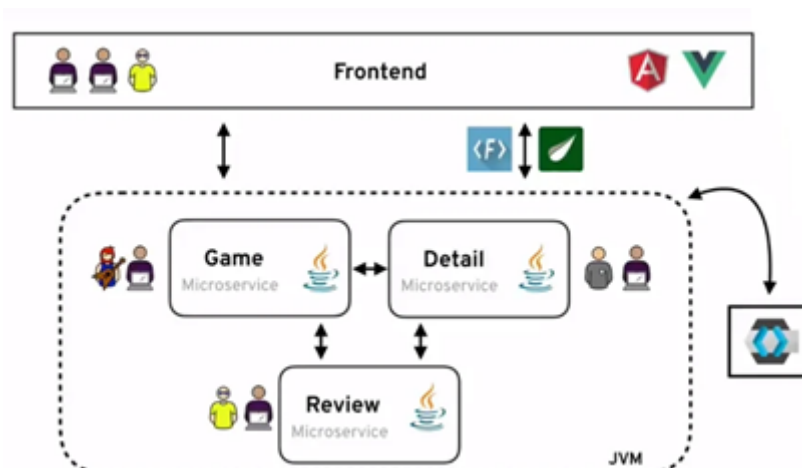 Frontend
<F>
Game
Microservice
Detail
Microservice
Review
Microservice
JVM